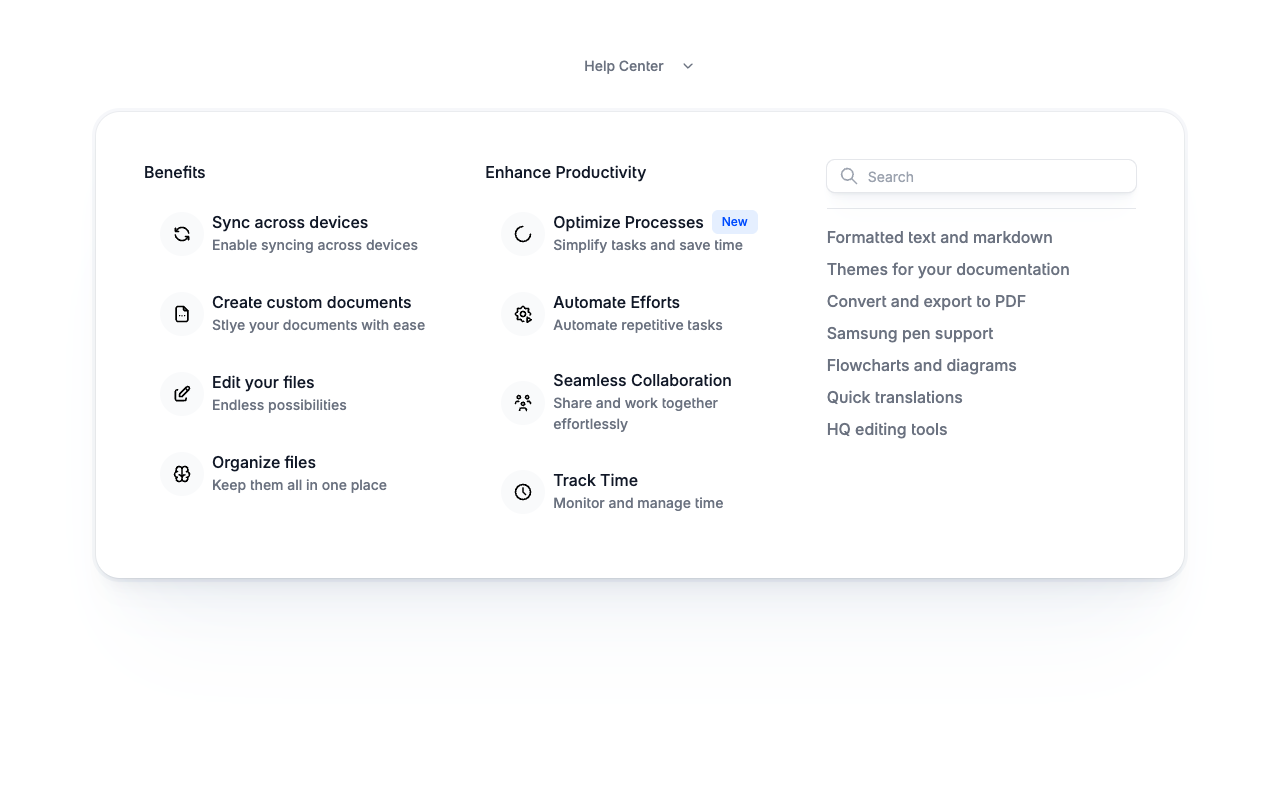 Help Center
Benefits
Sync across devices
Enable syncing across devices
Create custom documents
Stlye your documents with ease
Edit your files
Endless possibilities
Organize files
Keep them all in one place
Enhance Productivity
Optimize Processes New
Simplify tasks and save time
Automate Efforts
Automate repetitive tasks
Seamless Collaboration
Share and work together
effortlessly
Track Time
Monitor and manage time
Search
Formatted text and markdown
Themes for your documentation
Convert and export to PDF
Samsung pen support
Flowcharts and diagrams
Quick translations
HQ editing tools